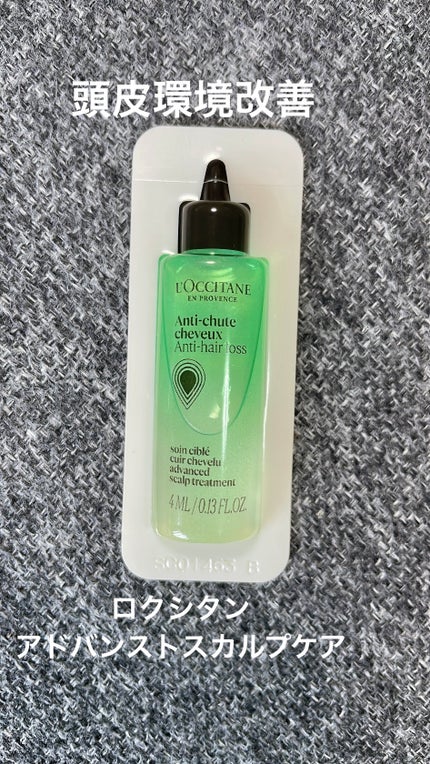 頭皮環境改善
L'OCCITANE
EN PROVENCE
Anti-chute
cheveux
Anti-hair loss
soin ciblé
cuir chevelu
advanced
scalp treatment
4 ML / 0.13 FL.OZ.
ロクシタン
アドバンストスカルプケア